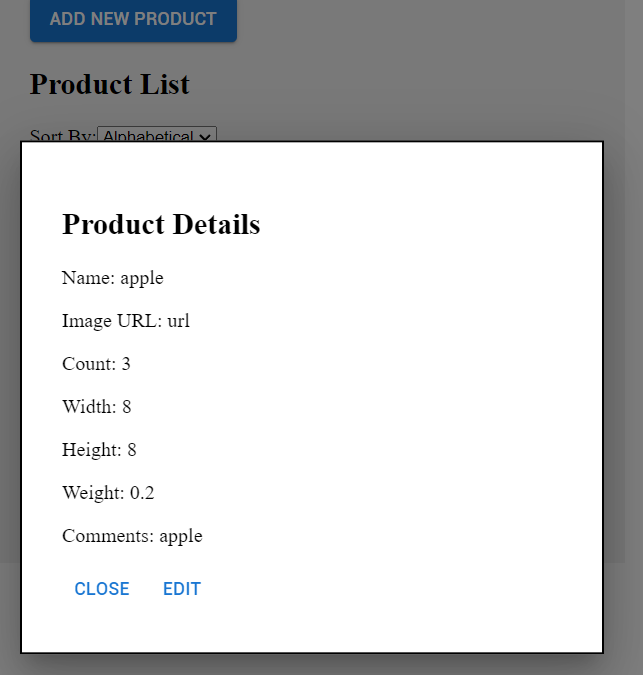 ADD NEW PRODUCT
Product List
Sort By: Alphabetical
Product Details
Name: apple
Image URL: url
Count: 3
Width: 8
Height: 8
Weight: 0.2
Comments: apple
CLOSE EDIT